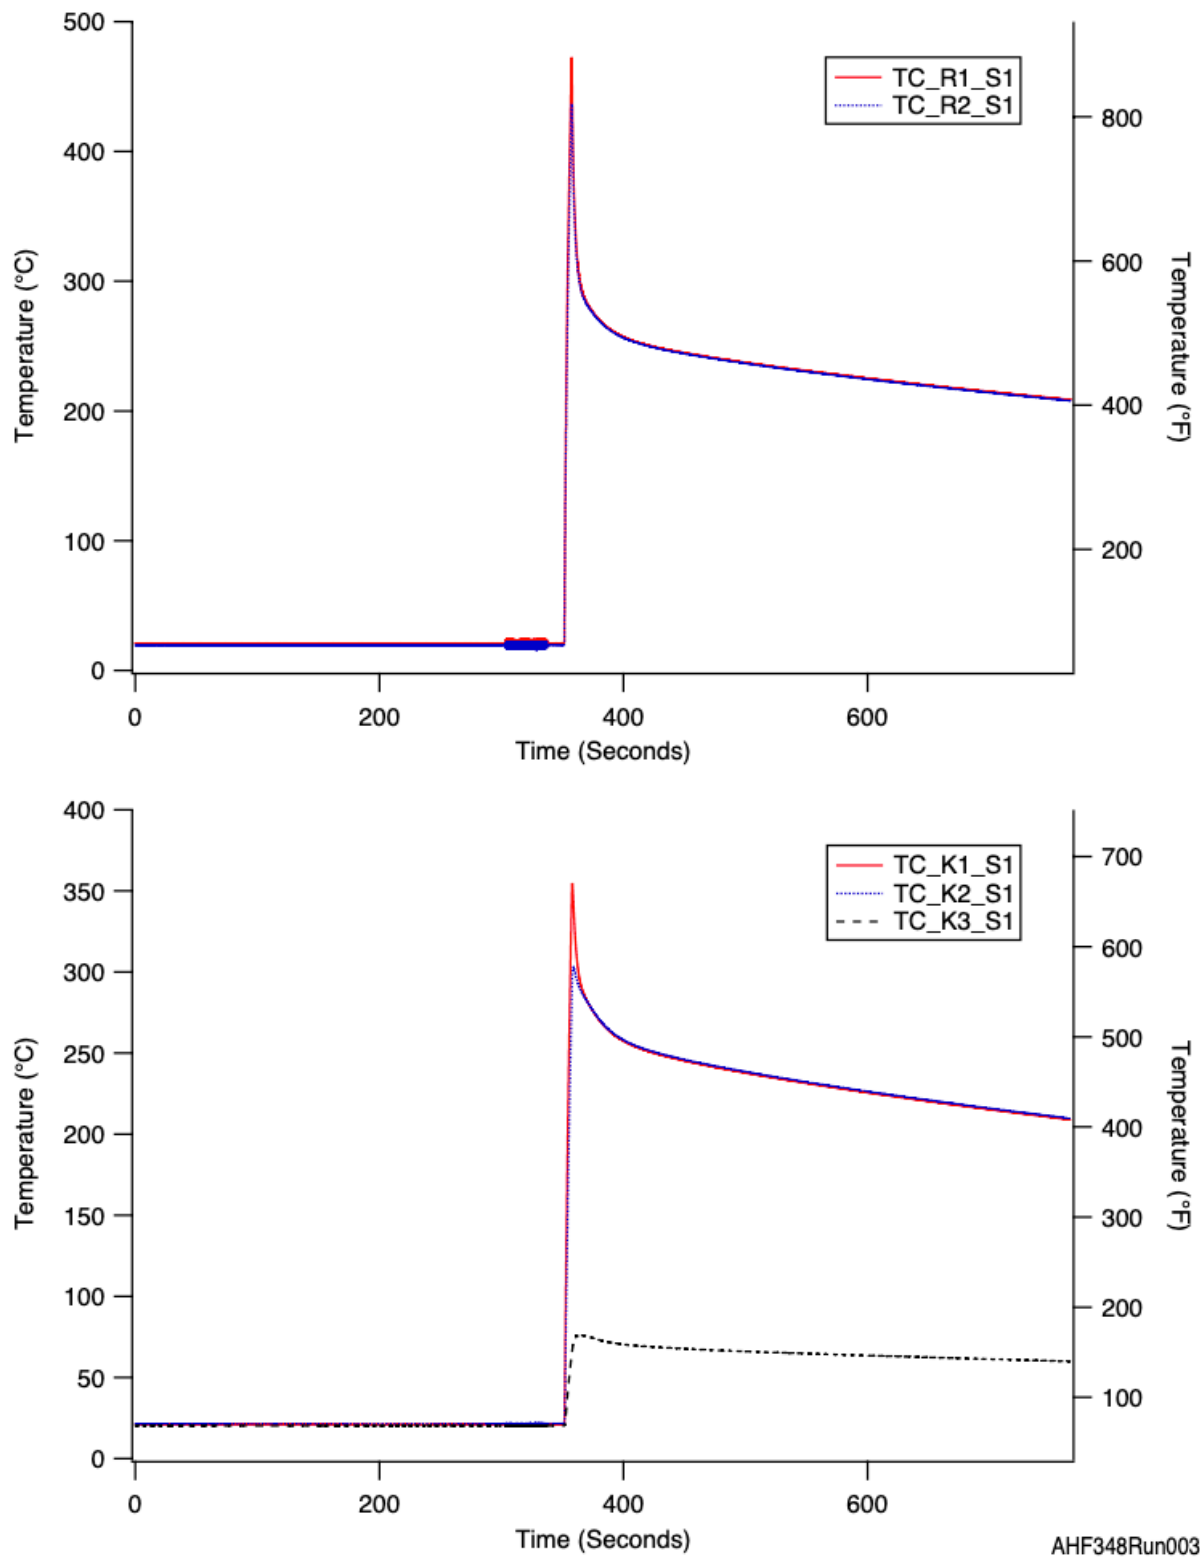 500
400
300
200
100
0
Temperature (°C)
TC_R1_S1
TC_R2_S1
800
600
400
200
Temperature (°F)
0 200 400 600
Time (Seconds)
400
350
300
250
200
150
100
50
0
Temperature (°C)
TC_K1_S1
TC_K2_S1
TC_K3_S1
700
600
500
400
300
200
100
Temperature (°F)
0 200 400 600
Time (Seconds)
AHF348Run003